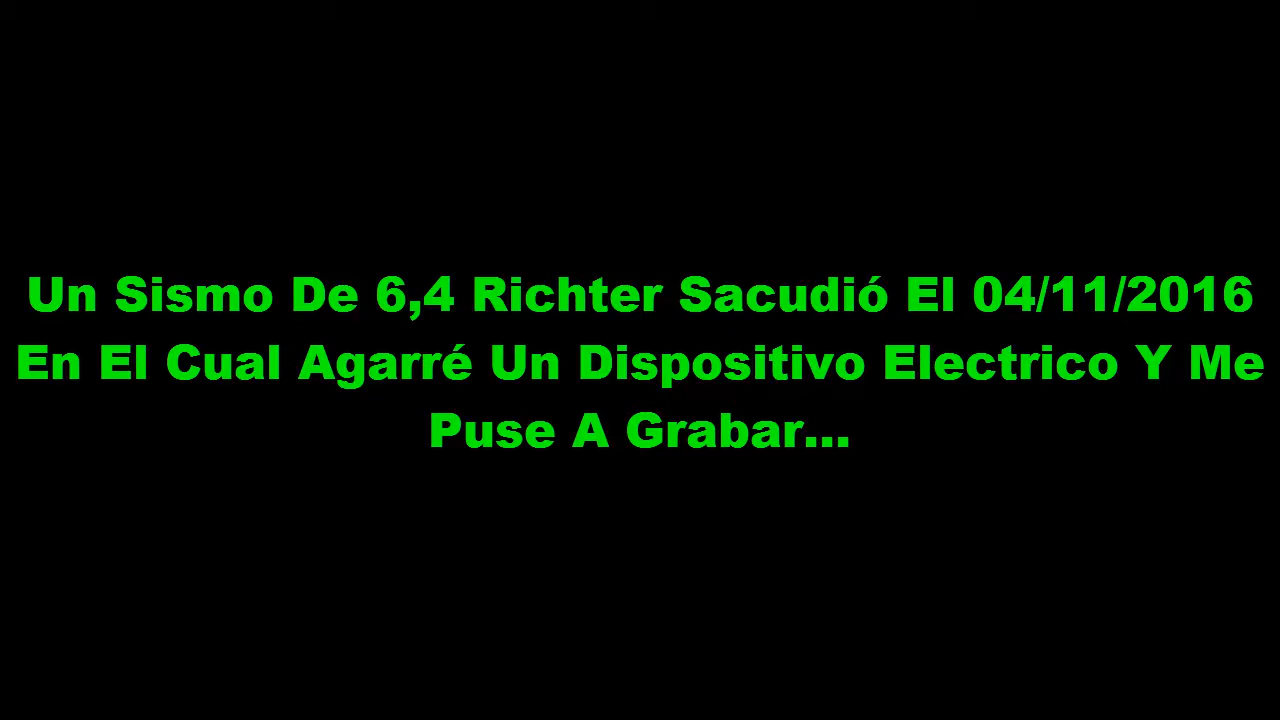 Un Sismo De 6,4 Richter Sacudió El 04/11/2016
En El Cual Agarré Un Dispositivo Electrico Y Me
Puse A Grabar...